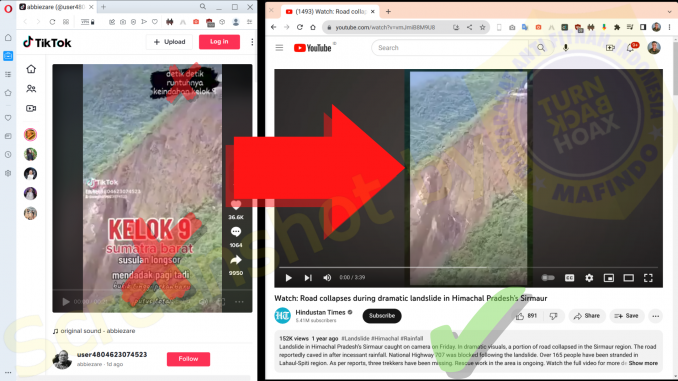 abbiezare (@user480
TikTok
Upload
Log in
detik detik
runtuhnya
keindahan kelok 9
TikTok
KELOK 9
sumatra barat
susulan longsor
mendadak pagi tadi
36.6K
1064
9950
original sound - abbiezare
user4804623074523
abbiezare · 1d ago
Follow
(1493) Watch: Road collap
youtube.com/watch?v=vmJmiB8M9U8
YouTube
ID
Search
9+
TURN
BACK
HOAX
MAFINDO
0:00 / 3:39
Watch: Road collapses during dramatic landslide in Himachal Pradesh's Sirmaur
HT
Hindustan Times
5.41M subscribers
Subscribe
891
Share
Save
152K views 1 year ago #Landslide #Himachal #Rainfall
Landslide in Himachal Pradesh's Sirmaur caught on camera on Friday. In dramatic visuals, a portion of road collapsed in the Sirmaur region. The road
reportedly caved in after incessant rainfall. National Highway 707 was blocked following the landslide. Over 165 people have been stranded in
Lahaul-Spiti region. As per reports, three trekkers have been missing. Rescue work in the area is ongoing. Watch the full video for more de Show more